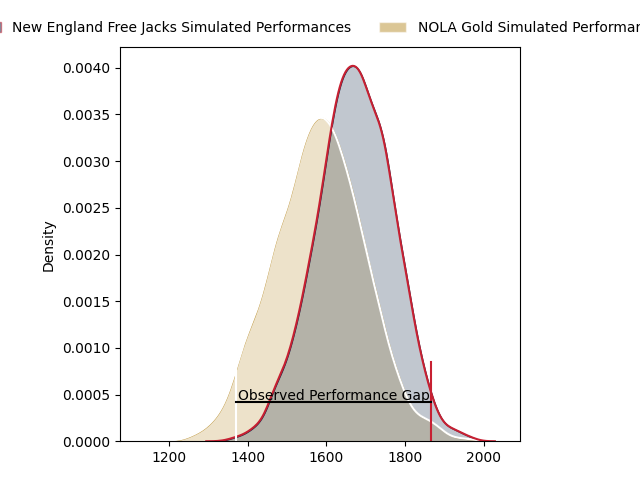 New England Free Jacks Simulated Performances NOLA Gold Simulated
0.0040
0.0035
0.0030
0.0025
0.0020
0.0015
0.0010
0.0005
0.0000
Density
Observed Performance Gap
1200 1400 1600 1800 2000